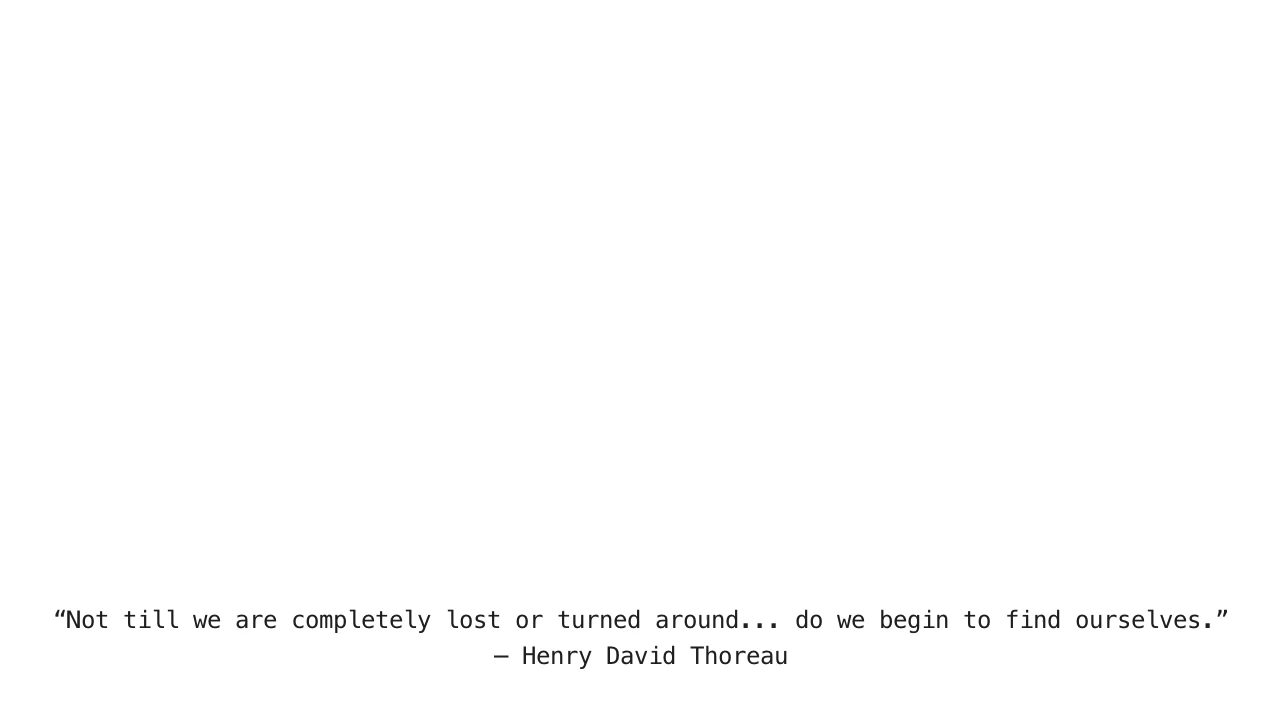 “Not till we are completely lost or turned around... do we begin to find ourselves.”
— Henry David Thoreau